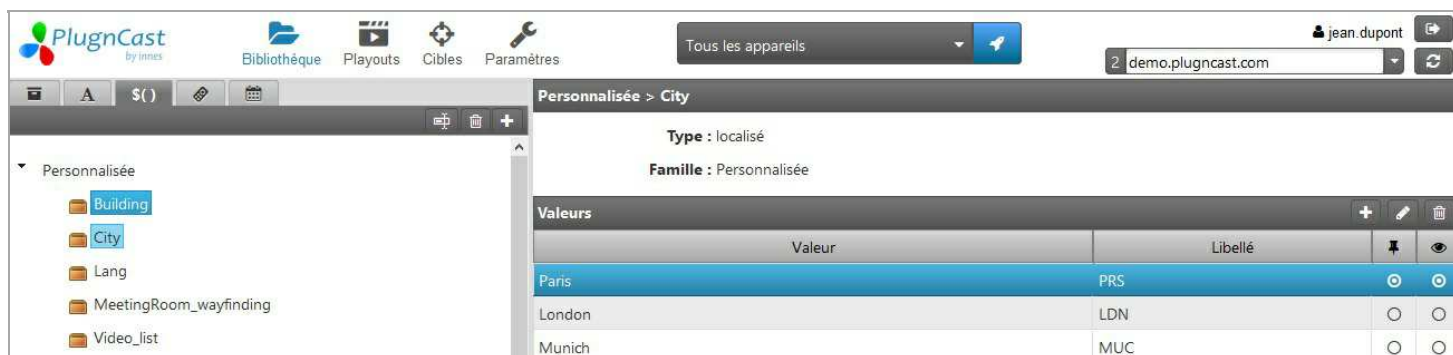 PlugnCast
by innes
Bibliothèque
Playouts
Cibles
Paramètres
Tous les appareils
jean.dupont
2 demo.plugncast.com
A
$()
Personnalisée > City
Type : localisé
Famille : Personnalisée
Personnalisée
Building
City
Lang
MeetingRoom_wayfinding
Video_list
Valeurs
Valeur Libellé
Paris PRS
London LDN
Munich MUC